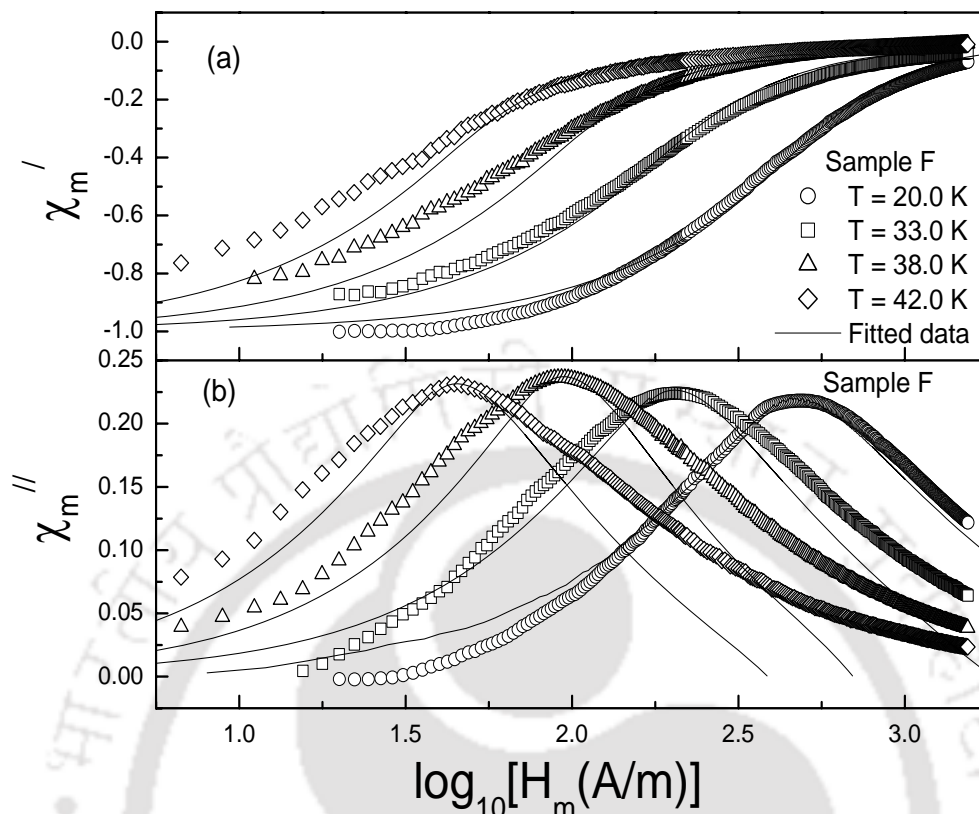 (a)
0.0
-0.2
-0.4
-0.6
-0.8
-1.0
χm′
Sample F
T = 20.0 K
T = 33.0 K
T = 38.0 K
T = 42.0 K
Fitted data
(b)
Sample F
0.25
0.20
0.15
0.10
0.05
0.00
χm″
1.0 1.5 2.0 2.5 3.0
log10[Hm(A/m)]